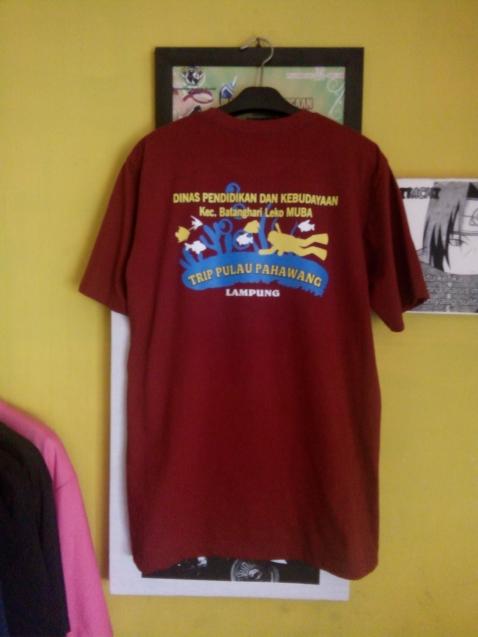 DINAS PENDIDIKAN DAN KEBUDAYAAN
Kec. Batanghari Leko MUBA
TRIP PULAU PAHAWANG
LAMPUNG